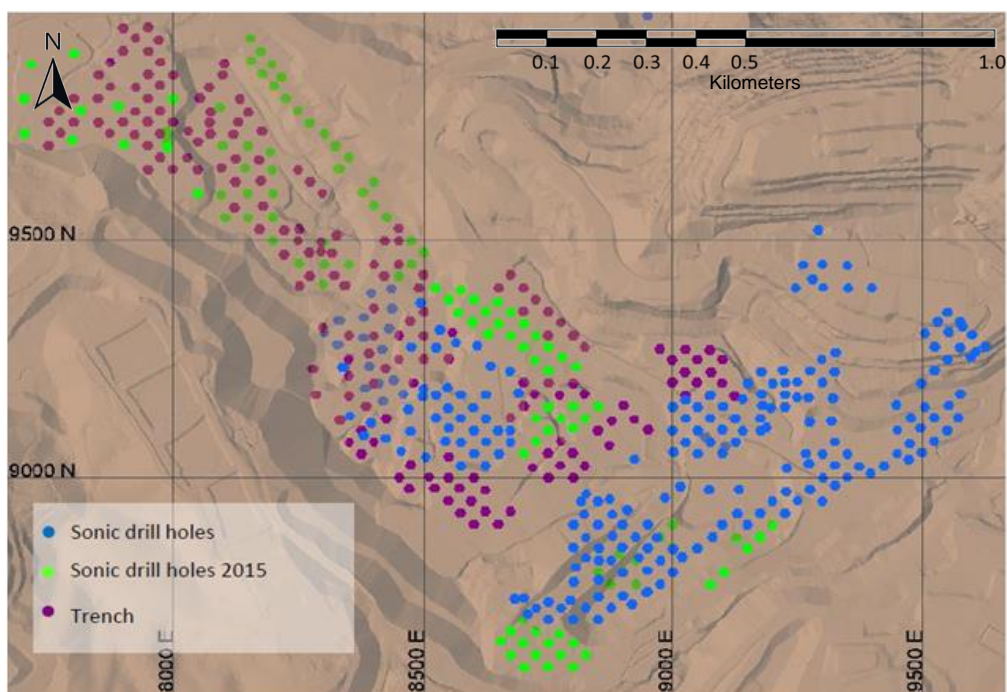 N
0.1 0.2 0.3 0.4 0.5 1.0
Kilometers
9500 N
9000 N
Sonic drill holes
Sonic drill holes 2015
Trench
8000 E
8500 E
9000 E
9500 E